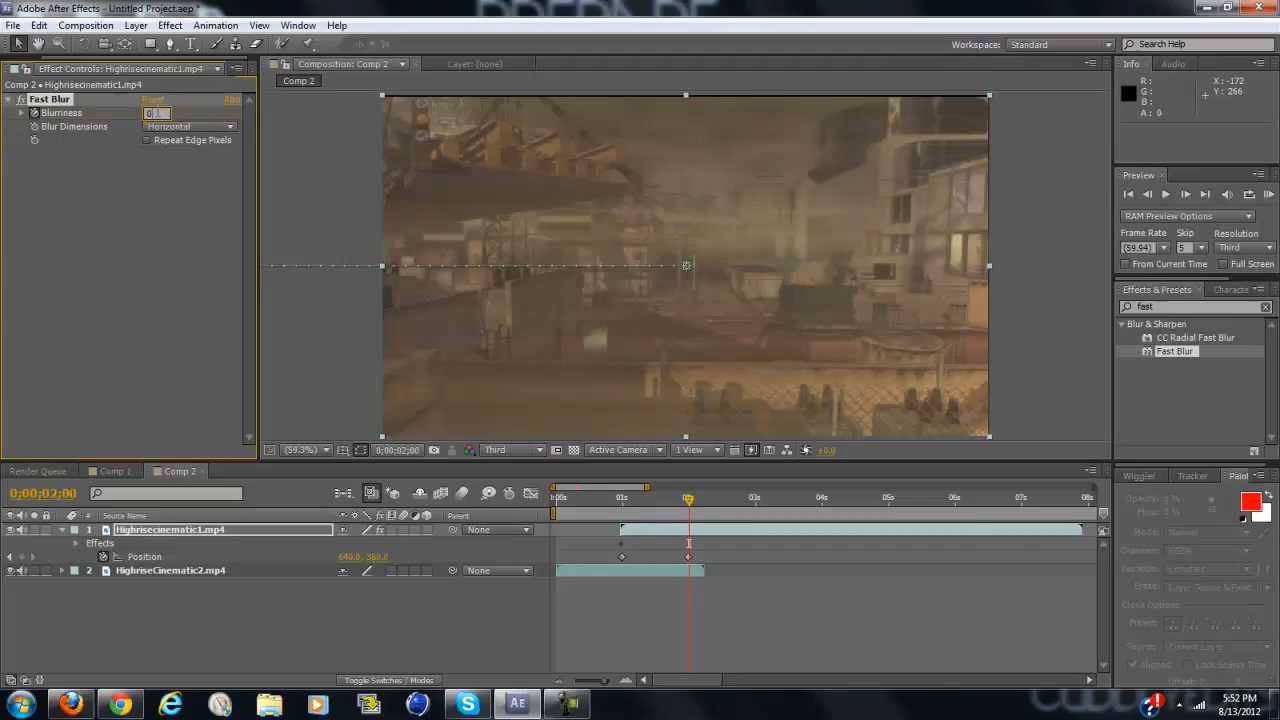 Adobe After Effects - Untitled Project.aep *
File Edit Composition Layer Effect Animation View Window Help
Workspace: Standard Search Help
Effect Controls: Highrisecinematic1.mp4
Comp 2 • Highrisecinematic1.mp4
fx Fast Blur Reset Abo
Blurriness 0
Blur Dimensions Horizontal
Repeat Edge Pixels
Composition: Comp 2 Layer: (none)
Comp 2
(59.3%) 0;00;02;00 Third Active Camera 1 View +0.0
Info Audio
R: X: -172
G: Y: 266
B:
A: 0
Preview
RAM Preview Options
Frame Rate Skip Resolution
(59.94) 5 Third
From Current Time Full Screen
Effects & Presets Characte
fast
Blur & Sharpen
CC Radial Fast Blur
Fast Blur
Render Queue Comp 1 Comp 2
0;00;02;00
# Source Name Parent
1 Highrisecinematic1.mp4 None
Effects
Position 640.0, 360.0
2 HighriseCinematic2.mp4 None
01s 03s 04s 05s 06s 07s 08s
Toggle Switches / Modes
Wiggler Tracker Paint
Opacity:
Flow:
Mode: Normal
Channels: RGBA
Duration: Constant
Erase: Layer Source & Paint
Clone Options
Preset:
Source: Current Layer
Aligned Lock Source Time
5:52 PM
8/13/2012